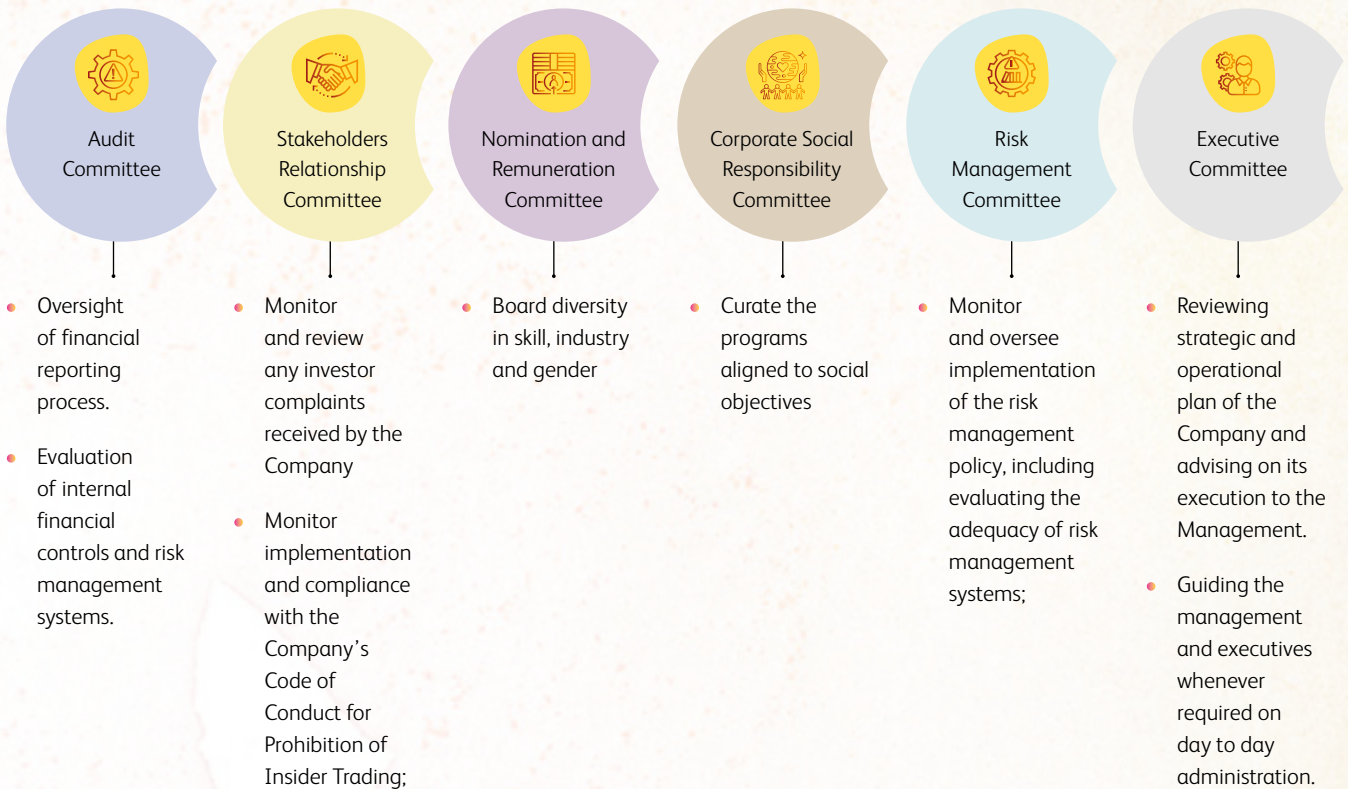 Audit
Committee
Stakeholders
Relationship
Committee
Nomination and
Remuneration
Committee
Corporate Social
Responsibility
Committee
Risk
Management
Committee
Executive
Committee
Oversight
of financial
reporting
process.
Evaluation
of internal
financial
controls and risk
management
systems.
Monitor
and review
any investor
complaints
received by the
Company
Monitor
implementation
and compliance
with the
Company’s
Code of
Conduct for
Prohibition of
Insider Trading;
Board diversity
in skill, industry
and gender
Curate the
programs
aligned to social
objectives
Monitor
and oversee
implementation
of the risk
management
policy, including
evaluating the
adequacy of risk
management
systems;
Reviewing
strategic and
operational
plan of the
Company and
advising on its
execution to the
Management.
Guiding the
management
and executives
whenever
required on
day to day
administration.